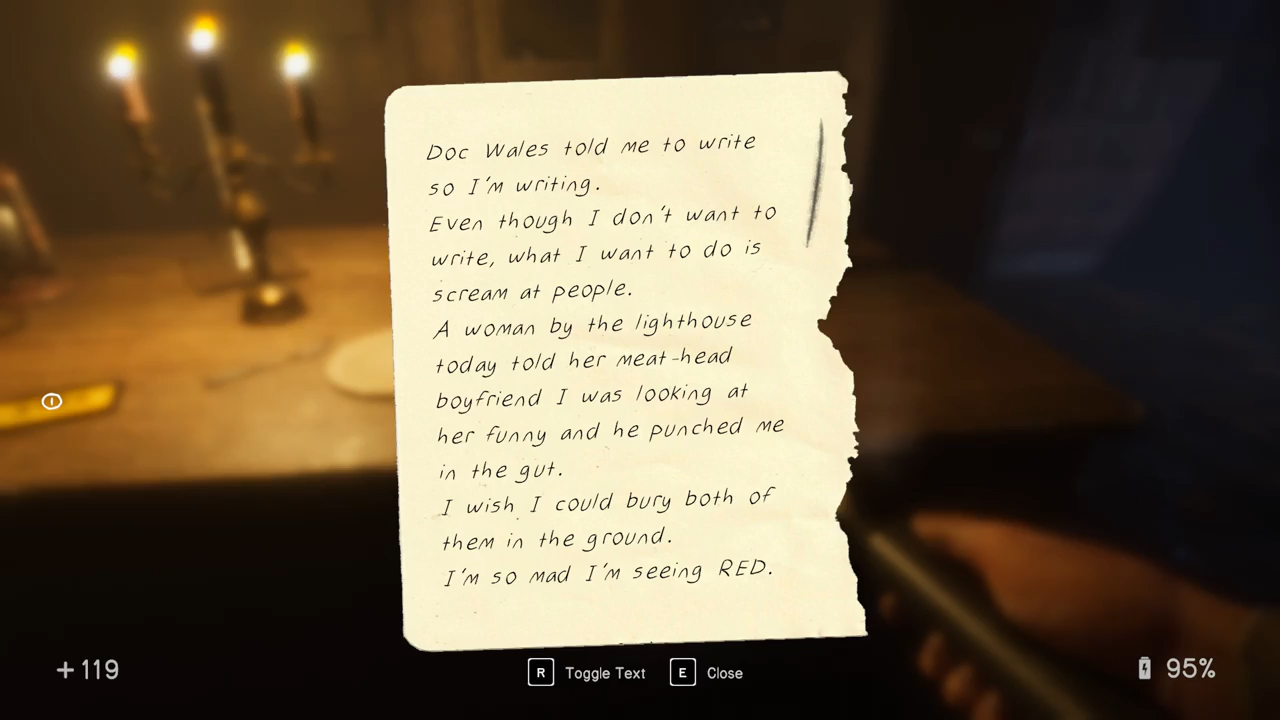 Doc Wales told me to write
so I'm writing.
Even though I don't want to
write, what I want to do is
scream at people.
A woman by the lighthouse
today told her meat-head
boyfriend I was looking at
her funny and he punched me
in the gut.
I wish I could bury both of
them in the ground.
I'm so mad I'm seeing RED.
+119
R Toggle Text E Close
95%